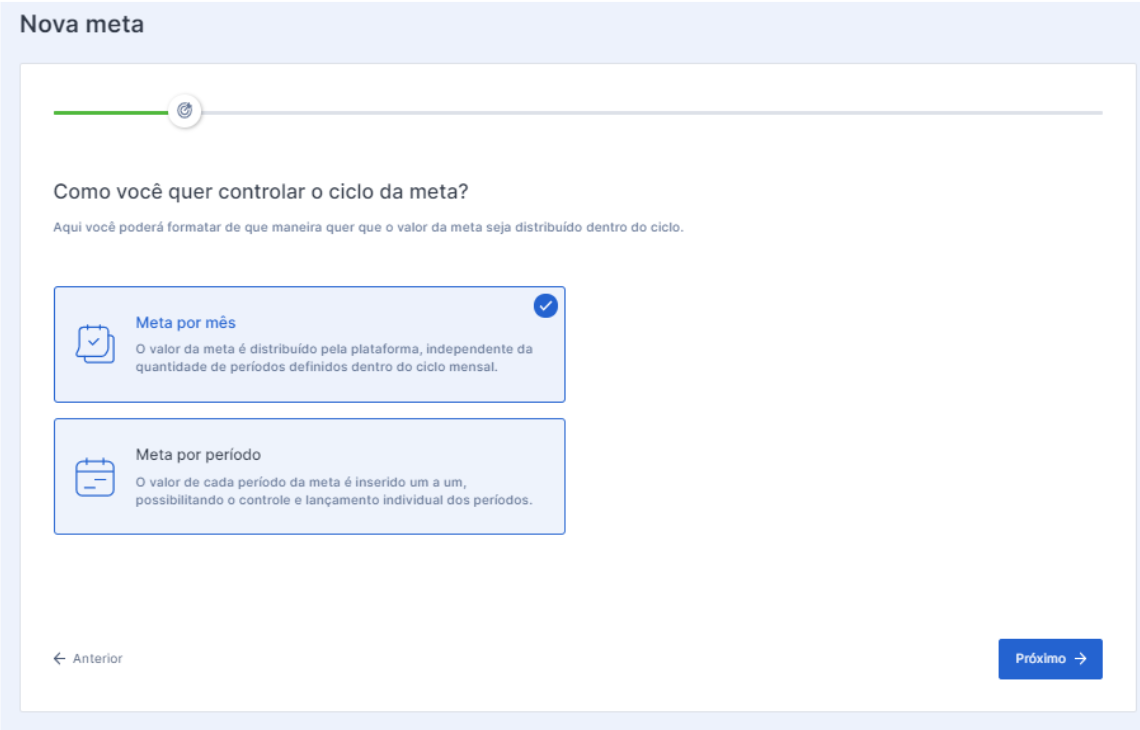 Nova meta
Como você quer controlar o ciclo da meta?
Aqui você poderá formatar de que maneira quer que o valor da meta seja distribuído dentro do ciclo.
Meta por mês
O valor da meta é distribuído pela plataforma, independente da
quantidade de períodos definidos dentro do ciclo mensal.
Meta por período
O valor de cada período da meta é inserido um a um,
possibilitando o controle e lançamento individual dos períodos.
Anterior
Próximo